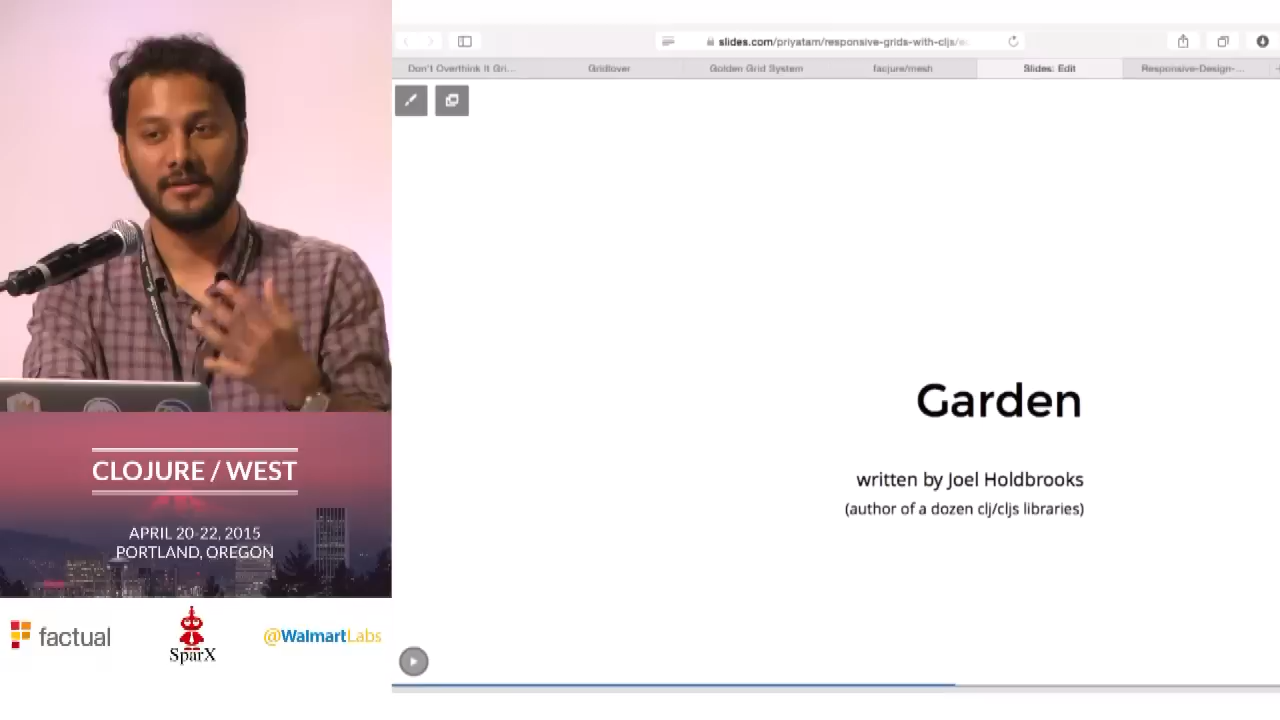 slides.com/priyatam/responsive-grids-with-cljs/e
Don't Overthink It Gri...
Gridlover
Golden Grid System
facjure/mesh
Slides: Edit
Responsive-Design-...
Garden
written by Joel Holdbrooks
(author of a dozen clj/cljs libraries)
CLOJURE / WEST
APRIL 20-22, 2015
PORTLAND, OREGON
factual
SparX
@WalmartLabs